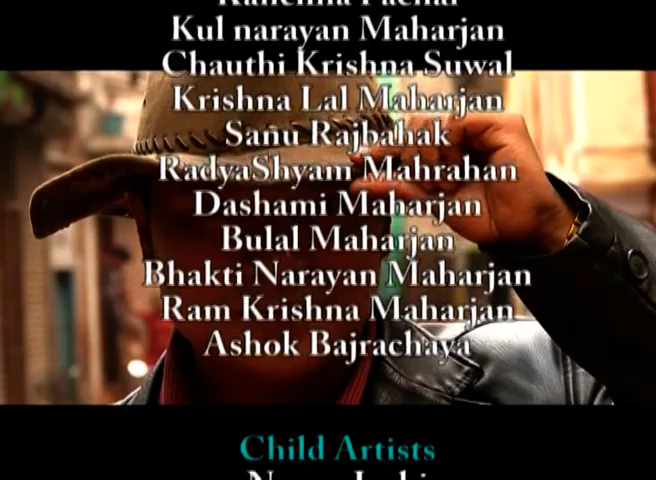 Kul narayan Maharjan
Chauthi Krishna Suwal
Krishna Lal Maharjan
Sanu Rajbahak
RadyaShyam Mahrahan
Dashami Maharjan
Bulal Maharjan
Bhakti Narayan Maharjan
Ram Krishna Maharjan
Ashok Bajrachaya
Child Artists